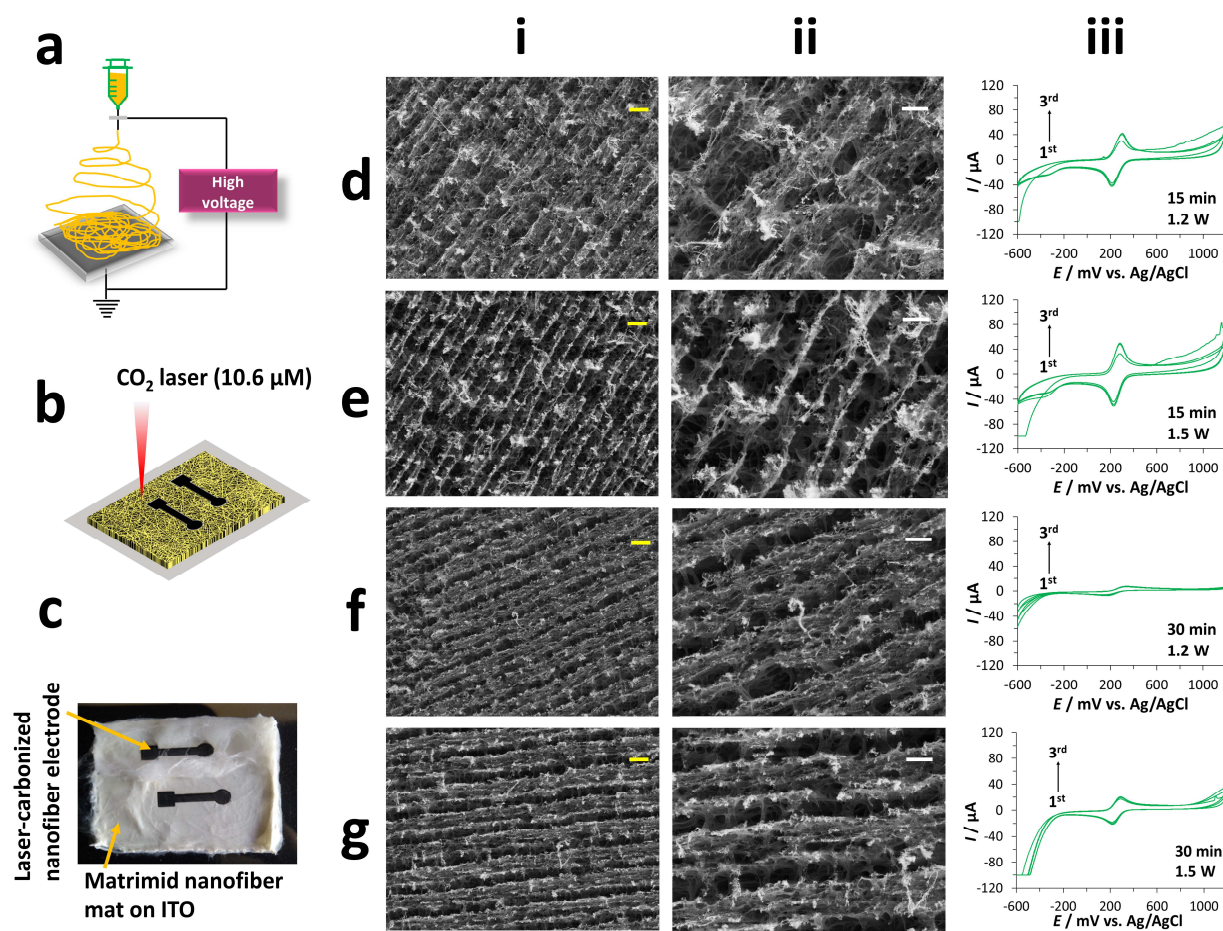 i
ii
iii
a
High
voltage
b
CO2 laser (10.6 µM)
c
Laser-carbonized
nanofiber electrode
Matrimid nanofiber
mat on ITO
d
120
80
40
0
-40
-80
-120
I / µA
3rd
1st
15 min
1.2 W
-600 -200 200 600 1000
E / mV vs. Ag/AgCl
e
120
80
40
0
-40
-80
-120
I / µA
3rd
1st
15 min
1.5 W
-600 -200 200 600 1000
E / mV vs. Ag/AgCl
f
120
80
40
0
-40
-80
-120
I / µA
3rd
1st
30 min
1.2 W
-600 -200 200 600 1000
E / mV vs. Ag/AgCl
g
120
80
40
0
-40
-80
-120
I / µA
3rd
1st
30 min
1.5 W
-600 -200 200 600 1000
E / mV vs. Ag/AgCl